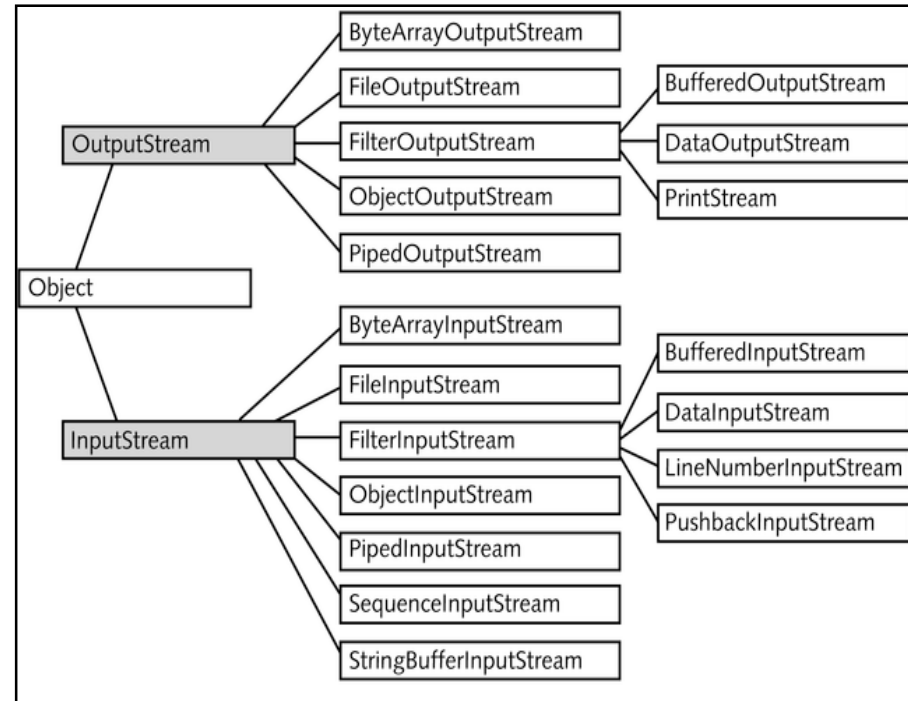 ByteArrayOutputStream
FileOutputStream
BufferedOutputStream
OutputStream
FilterOutputStream
DataOutputStream
ObjectOutputStream
PrintStream
PipedOutputStream
Object
ByteArrayInputStream
BufferedInputStream
FileInputStream
DataInputStream
InputStream
FilterInputStream
LineNumberInputStream
ObjectInputStream
PushbackInputStream
PipedInputStream
SequenceInputStream
StringBufferInputStream